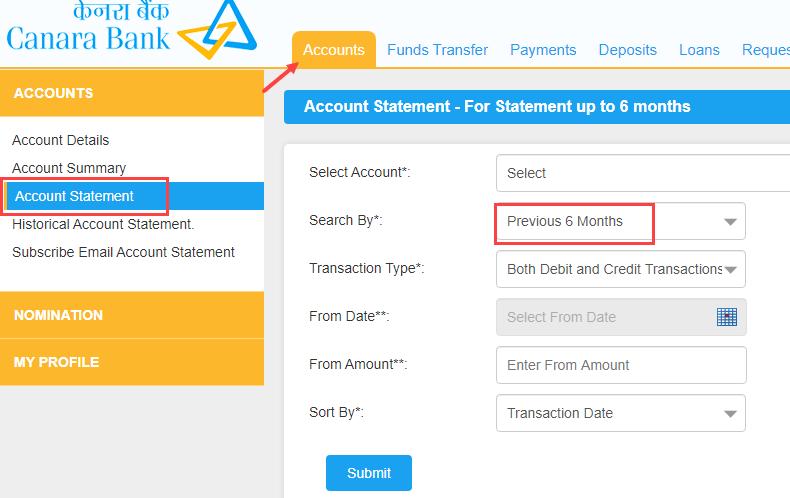 केनरा बैंक
Canara Bank
Accounts Funds Transfer Payments Deposits Loans Reques
ACCOUNTS
Account Details
Account Summary
Account Statement
Historical Account Statement.
Subscribe Email Account Statement
NOMINATION
MY PROFILE
Account Statement - For Statement up to 6 months
Select Account*: Select
Search By*: Previous 6 Months
Transaction Type*: Both Debit and Credit Transactions
From Date**: Select From Date
From Amount**: Enter From Amount
Sort By*: Transaction Date
Submit